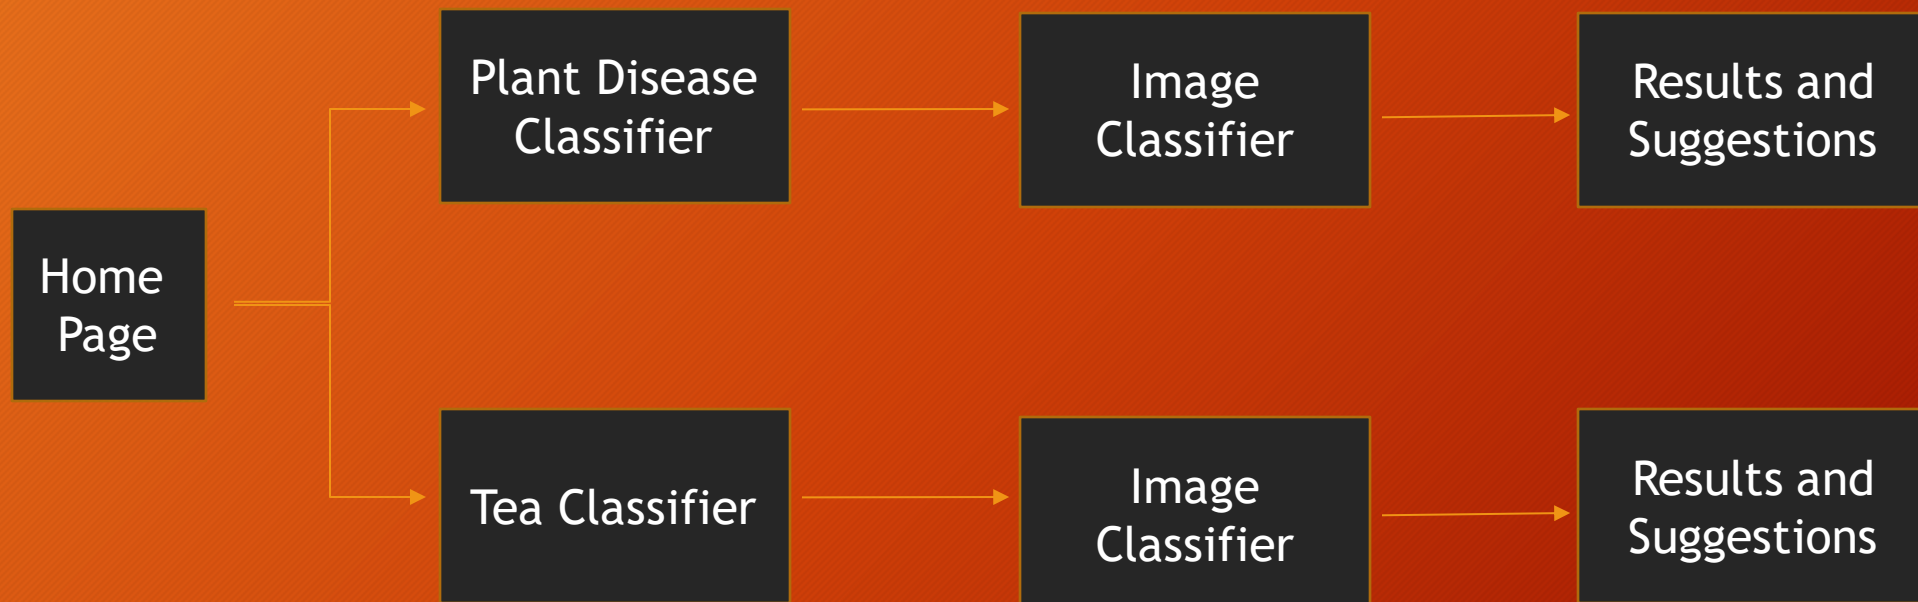 Home
Page
Plant Disease
Classifier
Image
Classifier
Results and
Suggestions
Tea Classifier
Image
Classifier
Results and
Suggestions